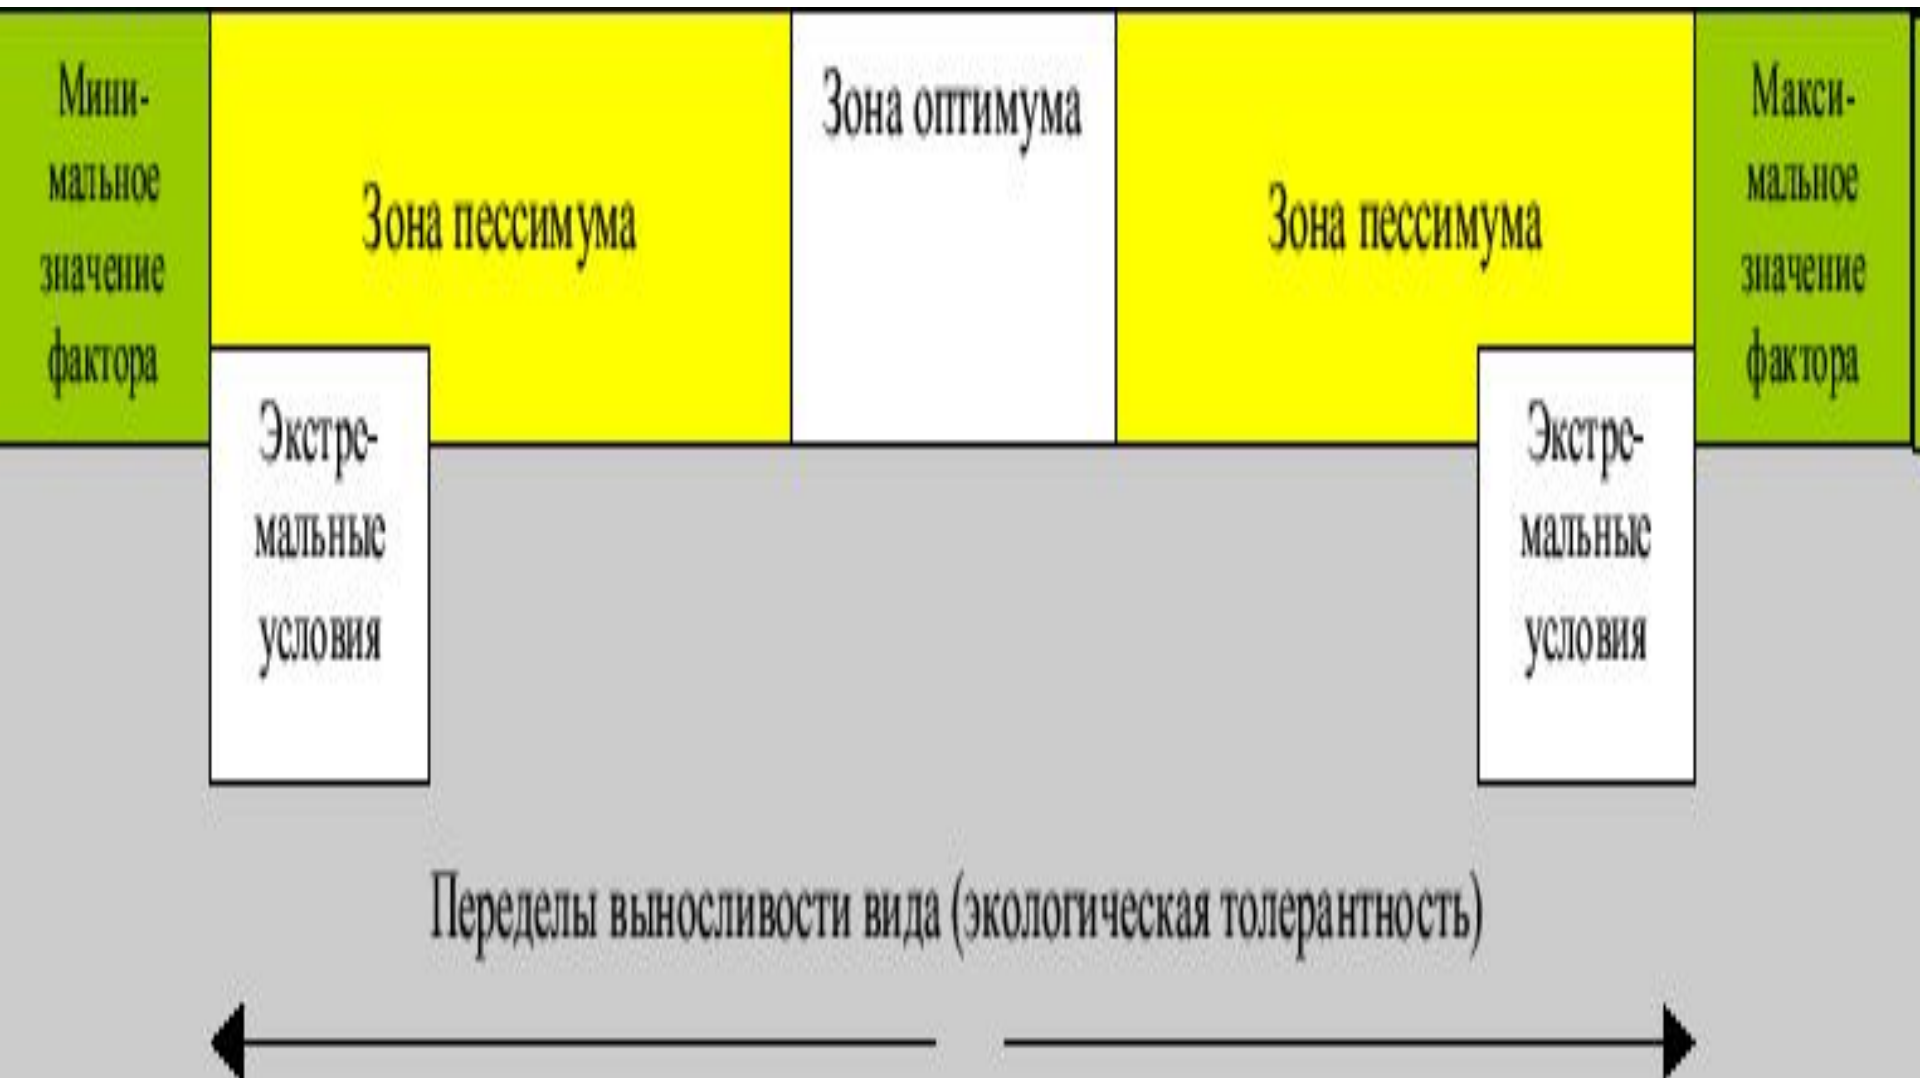 Мини-
мальное
значение
фактора
Зона пессимума
Зона оптимума
Зона пессимума
Макси-
мальное
значение
фактора
Экстре-
мальные
условия
Экстре-
мальные
условия
Переделы выносливости вида (экологическая толерантность)